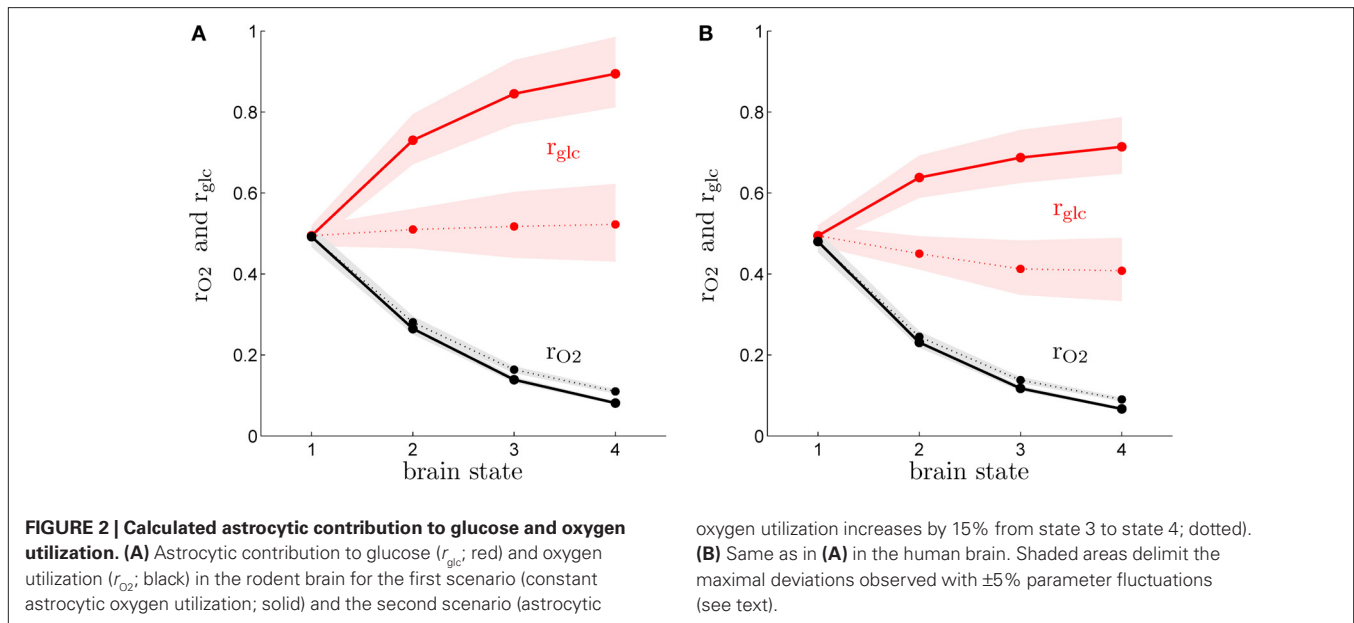 A
1
0.8
0.6
0.4
0.2
0
r_O2 and r_glc
r_glc
r_O2
1 2 3 4
brain state
B
1
0.8
0.6
0.4
0.2
0
r_O2 and r_glc
r_glc
r_O2
1 2 3 4
brain state
FIGURE 2 | Calculated astrocytic contribution to glucose and oxygen
utilization. (A) Astrocytic contribution to glucose (r_glc; red) and oxygen
utilization (r_O2; black) in the rodent brain for the first scenario (constant
astrocytic oxygen utilization; solid) and the second scenario (astrocytic
oxygen utilization increases by 15% from state 3 to state 4; dotted).
(B) Same as in (A) in the human brain. Shaded areas delimit the
maximal deviations observed with ±5% parameter fluctuations
(see text).